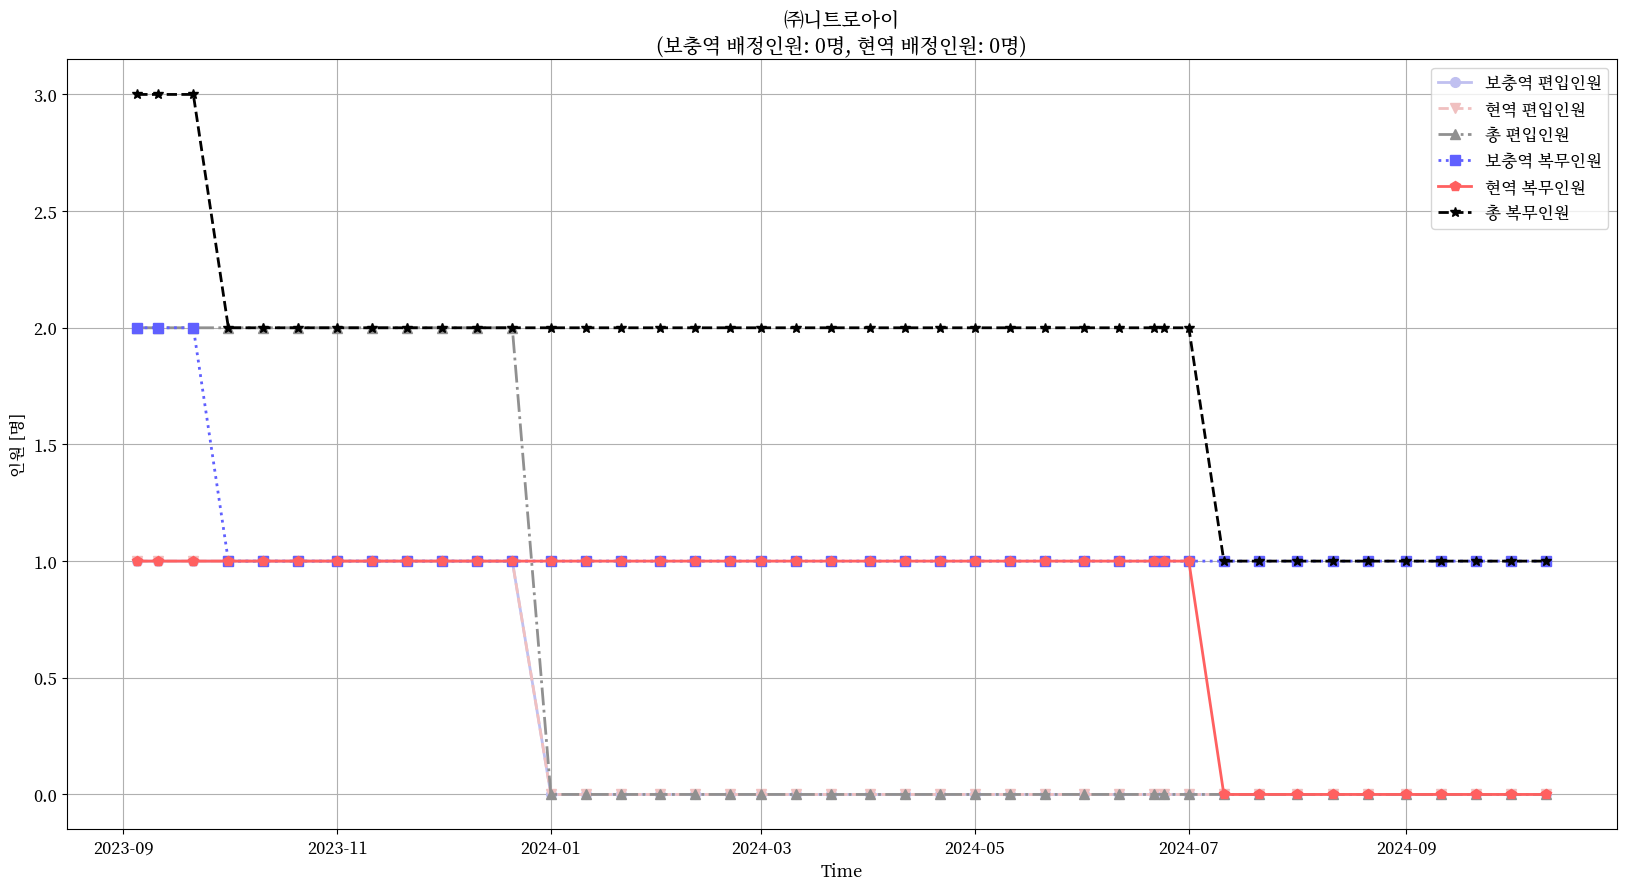 ㈜니트로아이
(보충역 배정인원: 0명, 현역 배정인원: 0명)
보충역 편입인원
현역 편입인원
총 편입인원
보충역 복무인원
현역 복무인원
총 복무인원
3.0
2.5
2.0
1.5
1.0
0.5
0.0
인원 [명]
2023-09
2023-11
2024-01
2024-03
2024-05
2024-07
2024-09
Time